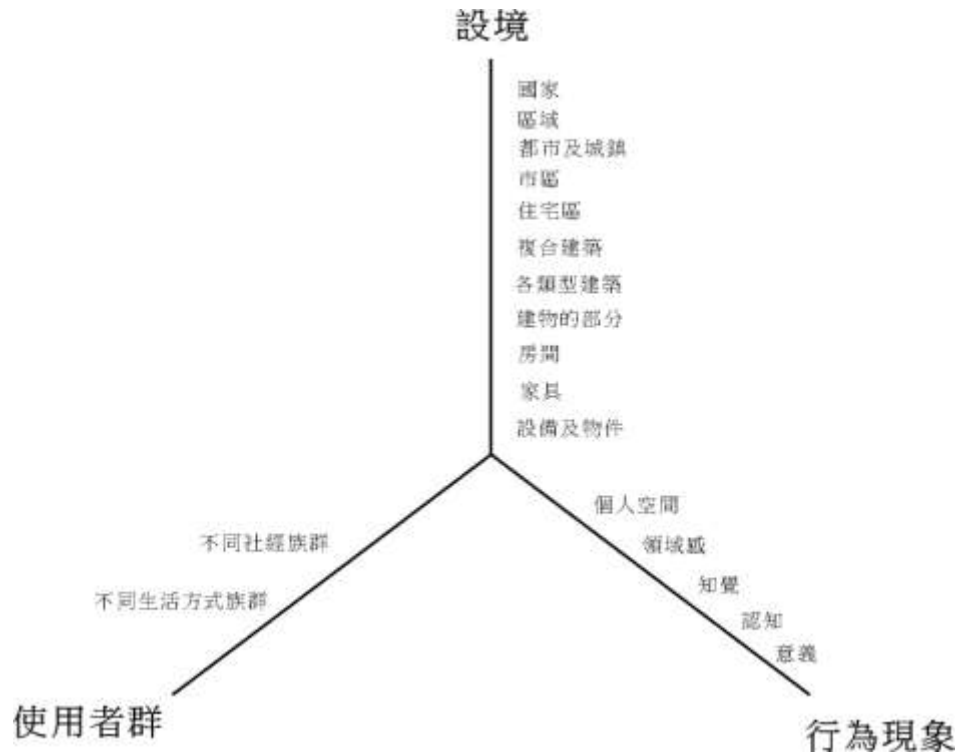 設境
國家
區域
都市及城鎮
市區
住宅區
複合建築
各類型建築
建物的部分
房間
家具
設備及物件
個人空間
不同社經族群
領域感
知覺
不同生活方式族群
認知
意義
使用者群
行為現象